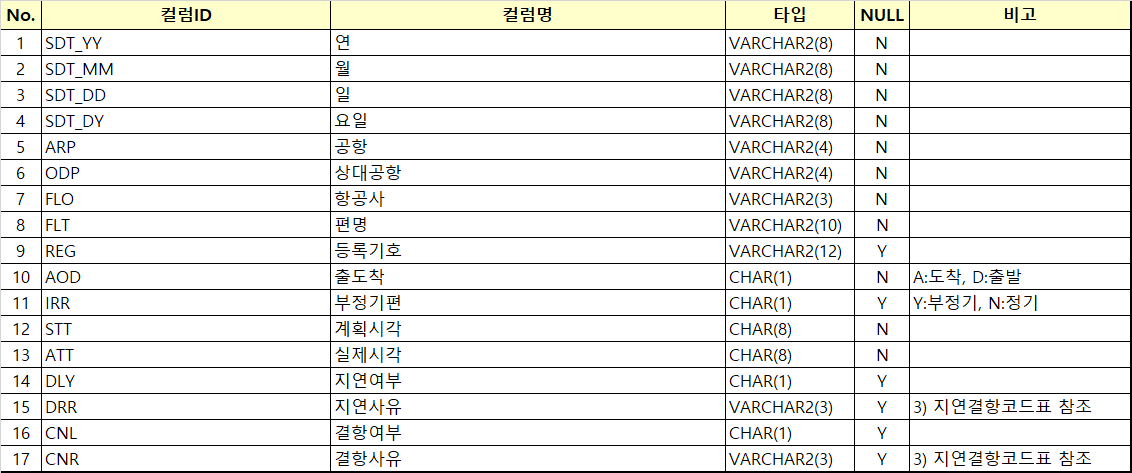 No. 컬럼ID 컬럼명 타입 NULL 비고
1 SDT_YY 연 VARCHAR2(8) N
2 SDT_MM 월 VARCHAR2(8) N
3 SDT_DD 일 VARCHAR2(8) N
4 SDT_DY 요일 VARCHAR2(8) N
5 ARP 공항 VARCHAR2(4) N
6 ODP 상대공항 VARCHAR2(4) N
7 FLO 항공사 VARCHAR2(3) N
8 FLT 편명 VARCHAR2(10) N
9 REG 등록기호 VARCHAR2(12) Y
10 AOD 출도착 CHAR(1) N A:도착, D:출발
11 IRR 부정기편 CHAR(1) Y Y:부정기, N:정기
12 STT 계획시각 CHAR(8) N
13 ATT 실제시각 CHAR(8) N
14 DLY 지연여부 CHAR(1) Y
15 DRR 지연사유 VARCHAR2(3) Y 3) 지연결항코드표 참조
16 CNL 결항여부 CHAR(1) Y
17 CNR 결항사유 VARCHAR2(3) Y 3) 지연결항코드표 참조